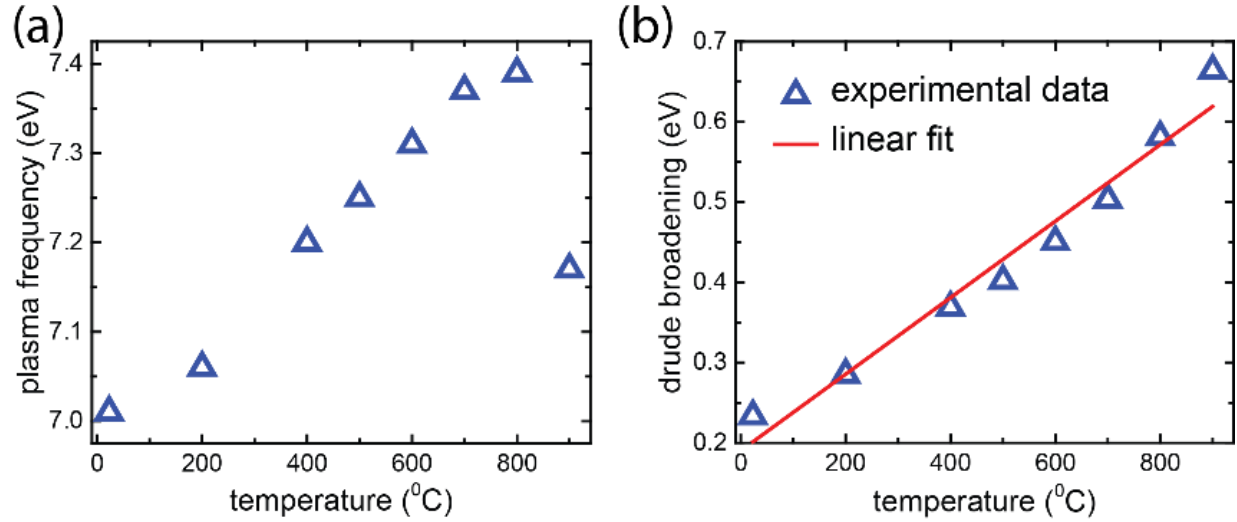 (a)
plasma frequency (eV)
7.4
7.3
7.2
7.1
7.0
0 200 400 600 800
temperature (⁰C)
(b)
drude broadening (eV)
0.7
0.6
0.5
0.4
0.3
0.2
experimental data
linear fit
0 200 400 600 800
temperature (⁰C)